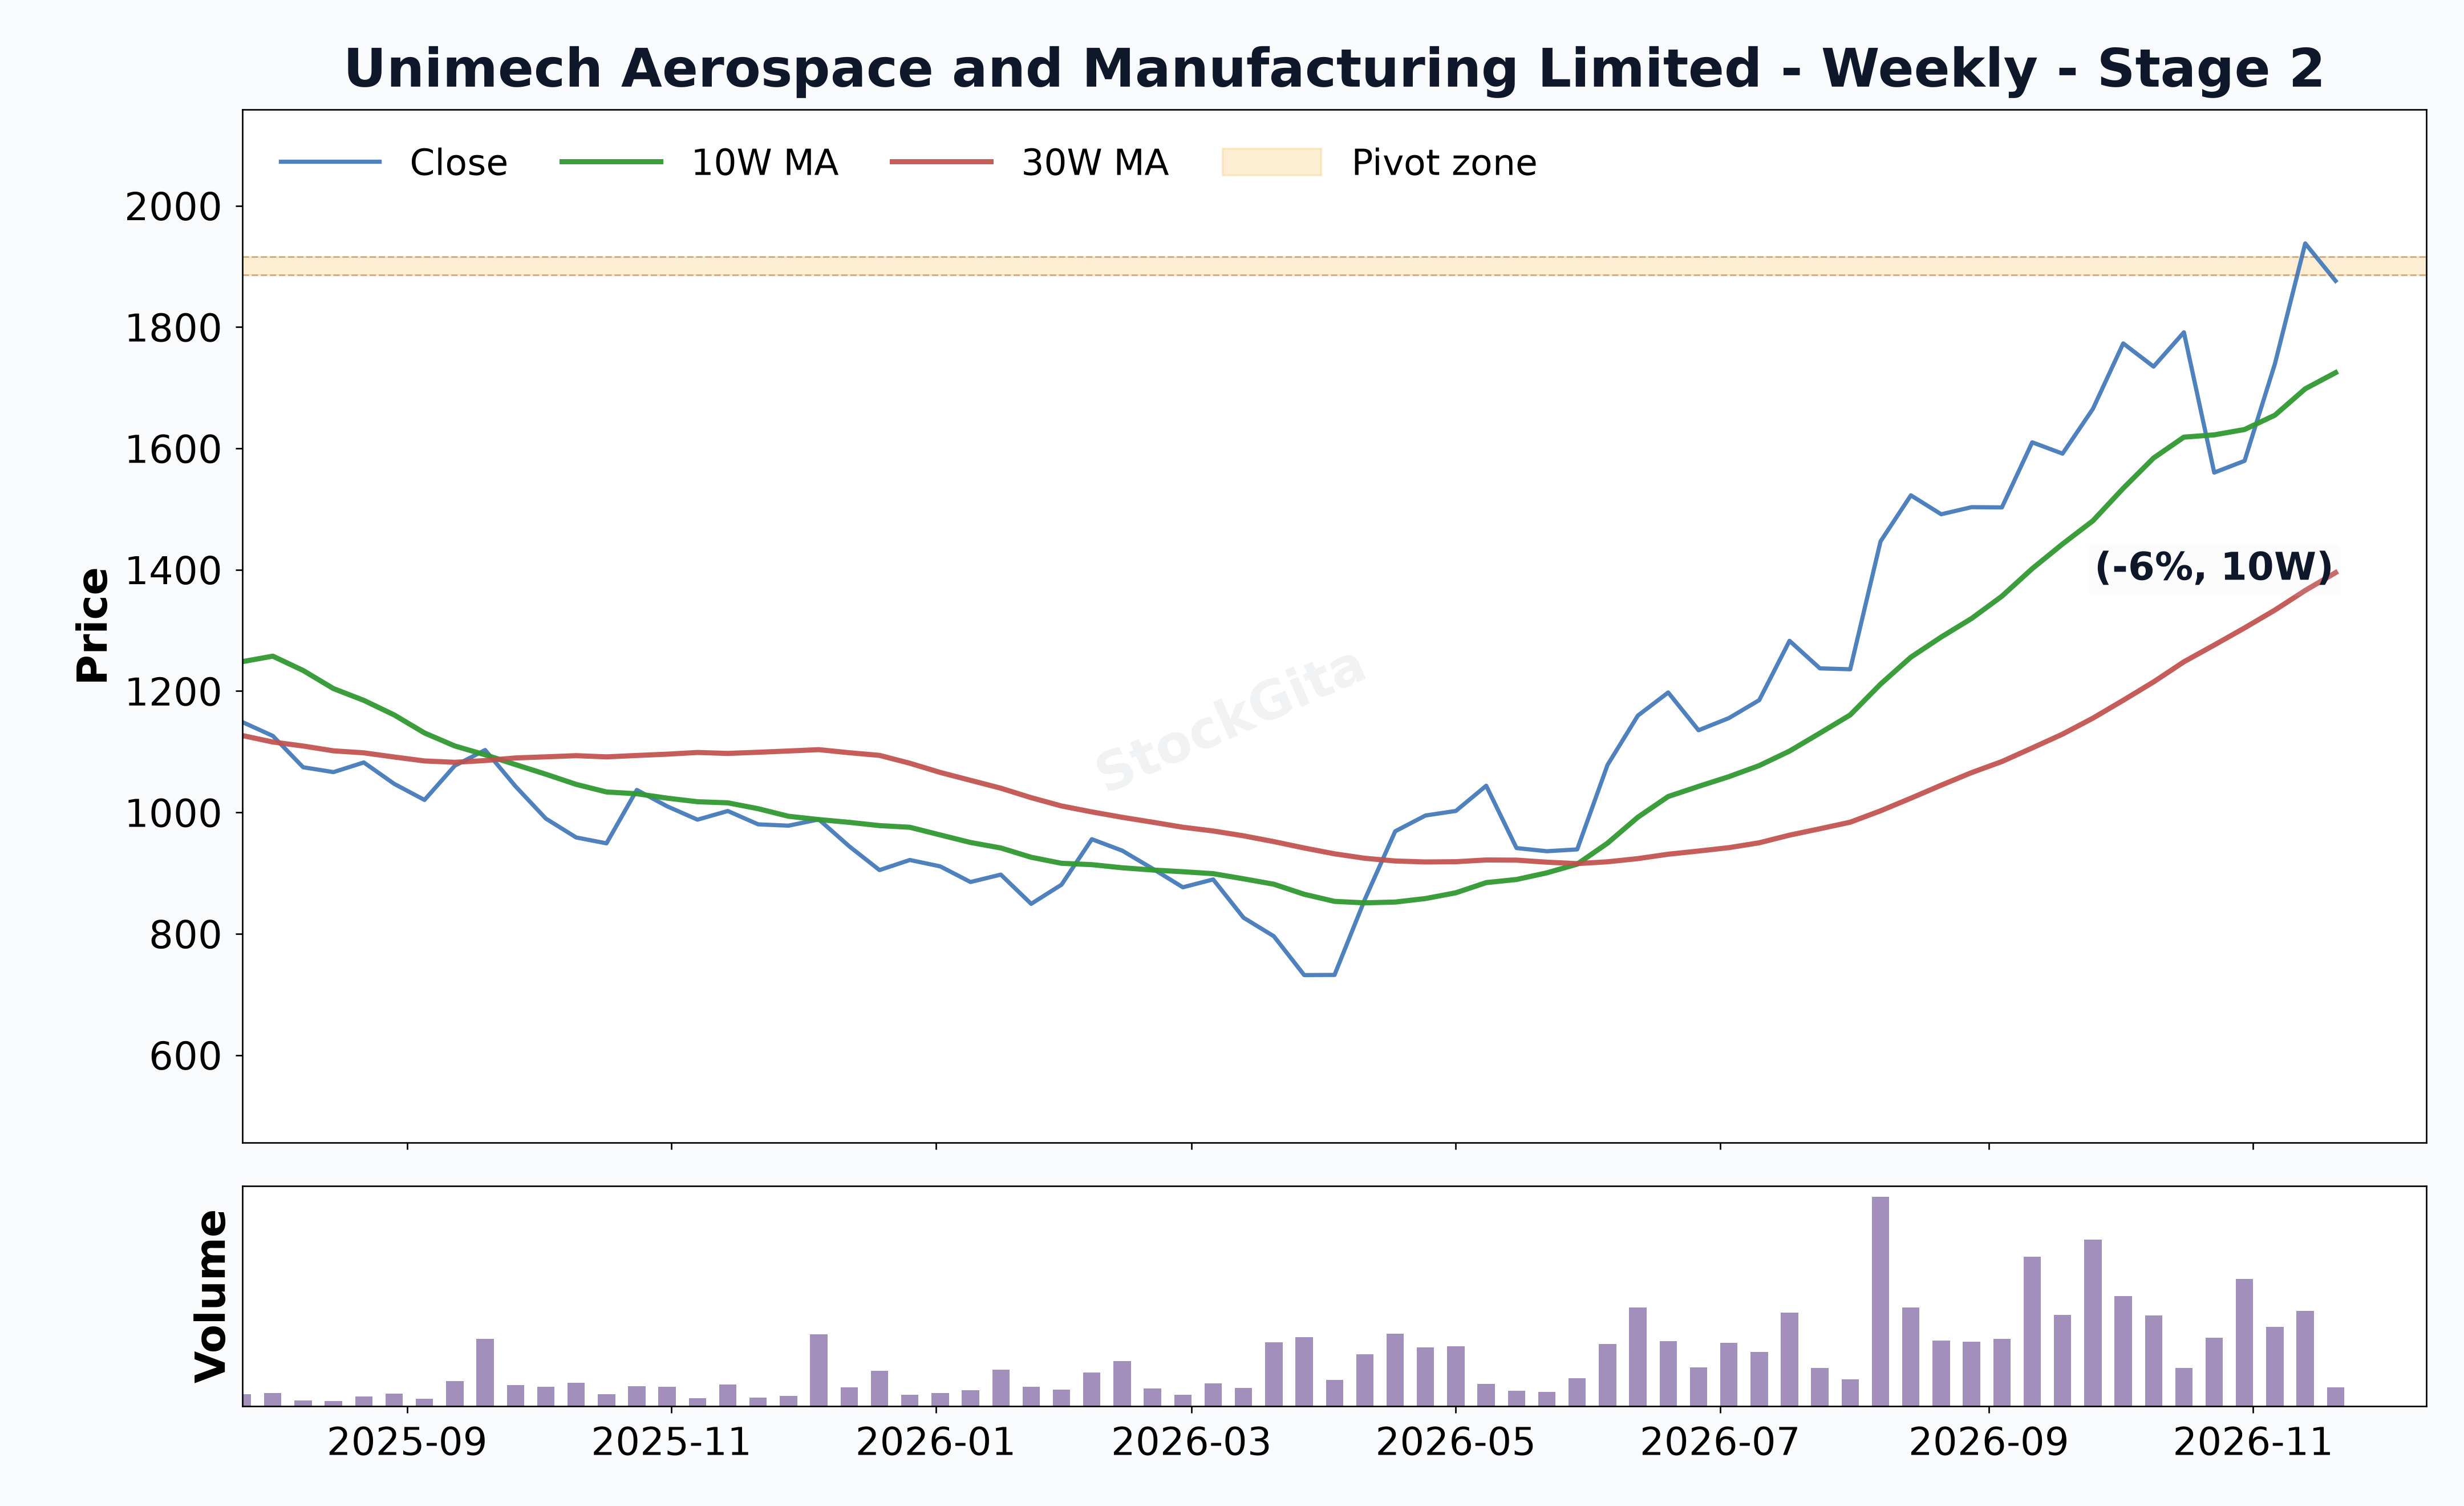 Unimech Aerospace and Manufacturing Limited - Weekly - Stage 2
Close 10W MA 30W MA Pivot zone
2000
1800
1600
1400
1200
1000
800
600
Price
(-6%, 10W)
StockGita
Volume
2025-09 2025-11 2026-01 2026-03 2026-05 2026-07 2026-09 2026-11